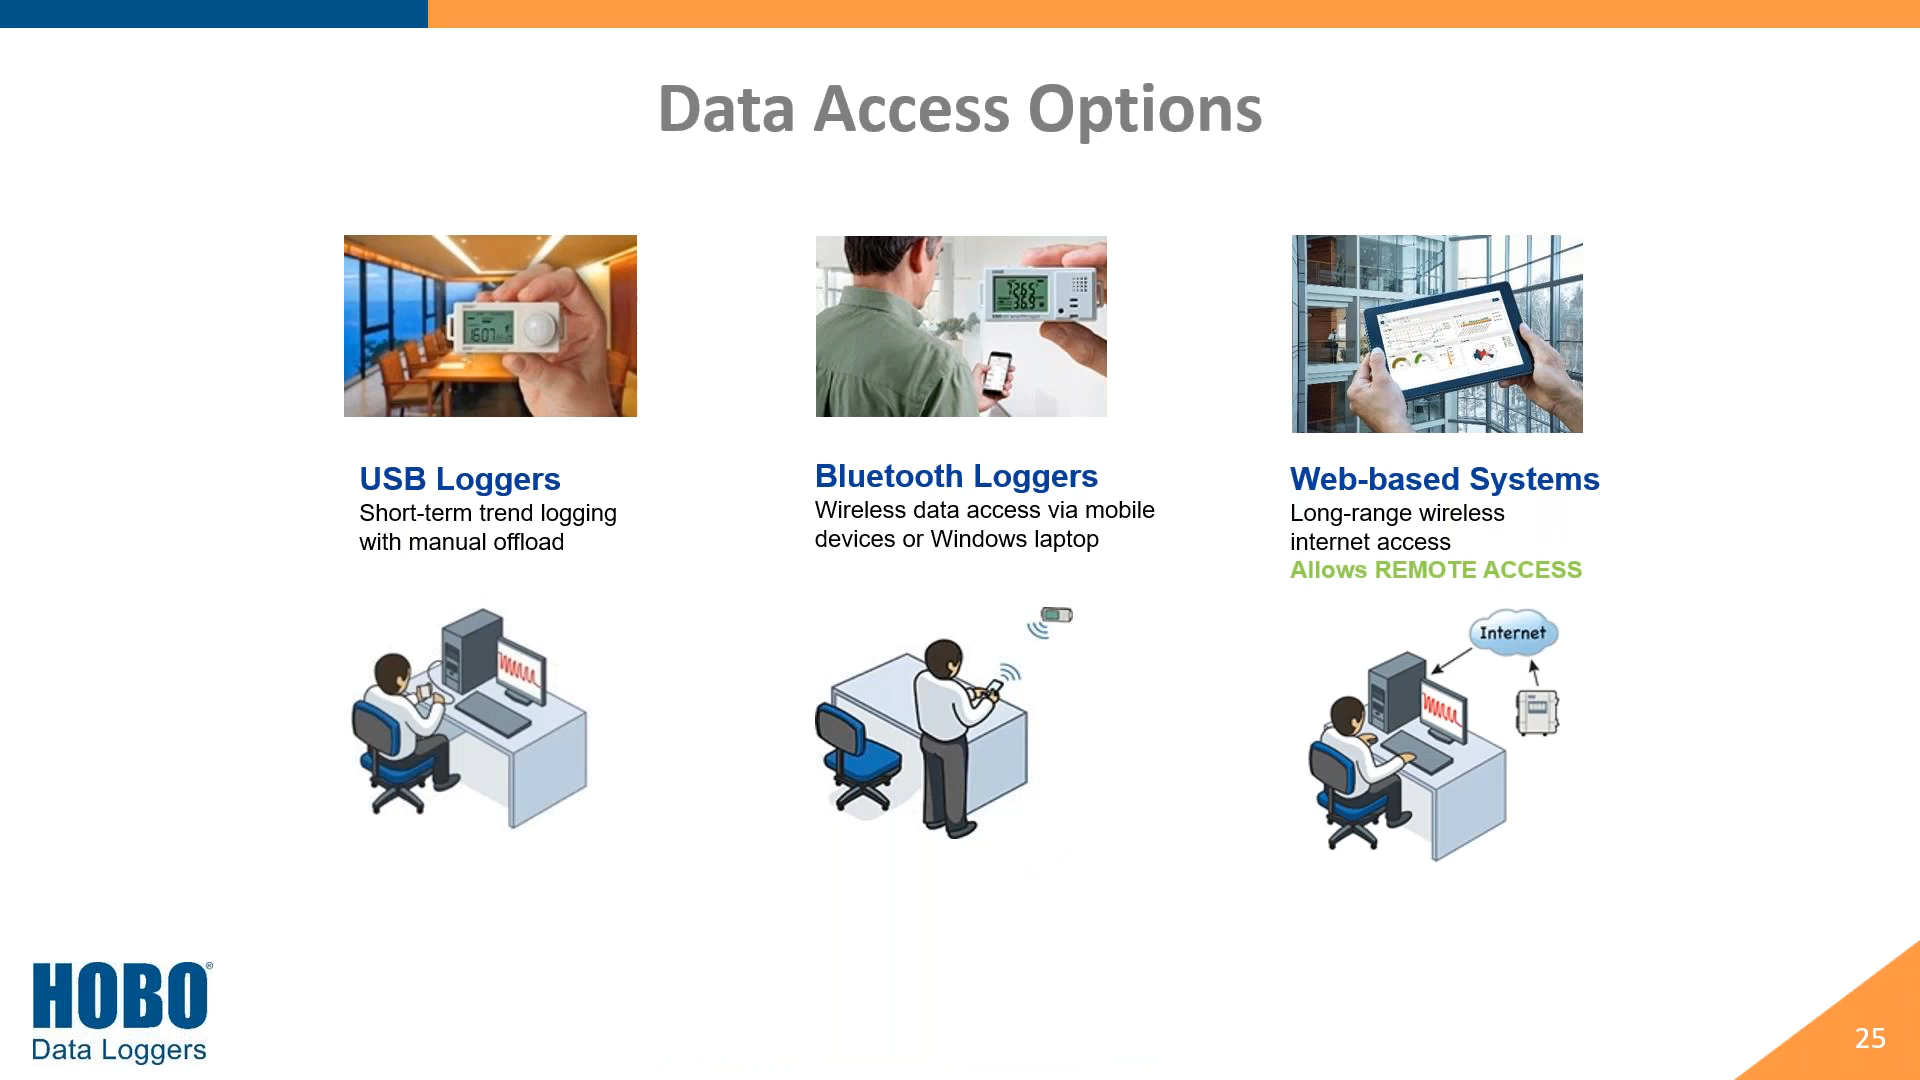 Data Access Options
USB Loggers
Short-term trend logging
with manual offload
Bluetooth Loggers
Wireless data access via mobile
devices or Windows laptop
Web-based Systems
Long-range wireless
internet access
Allows REMOTE ACCESS
Internet
HOBO®
Data Loggers
25